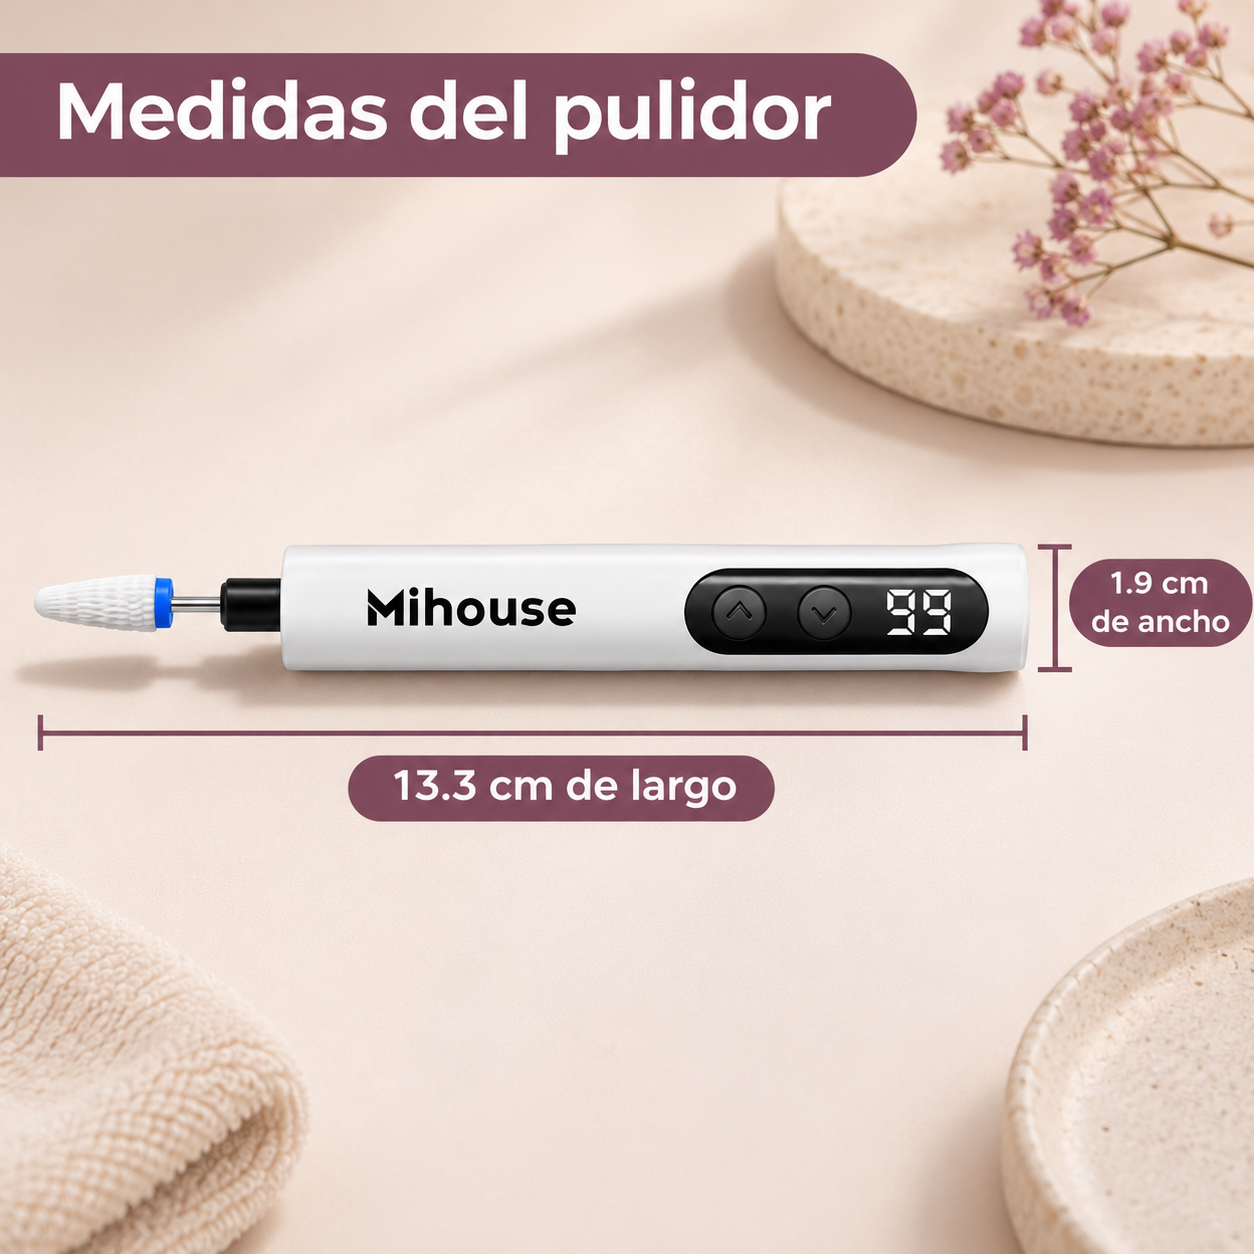 Medidas del pulidor
Mihouse
99
1.9 cm
de ancho
13.3 cm de largo